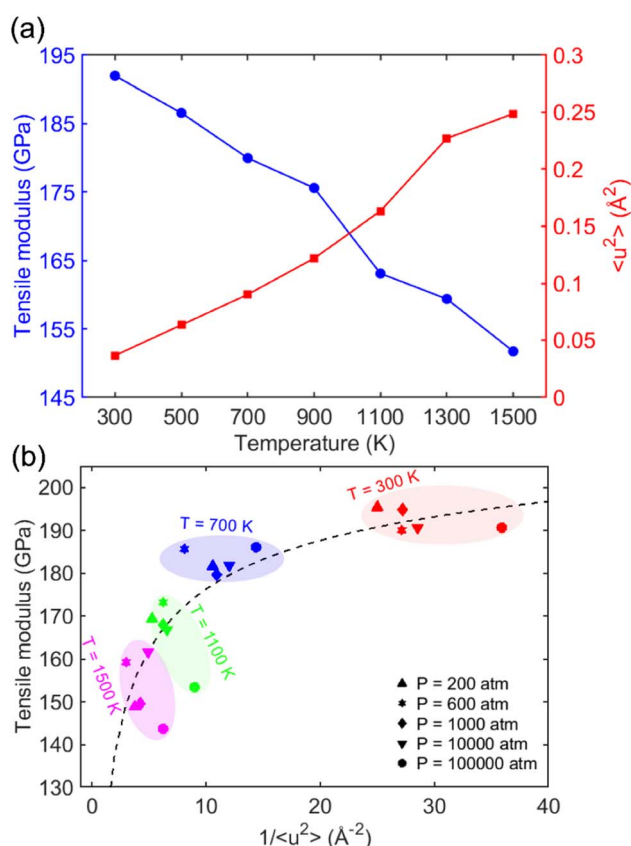 (a)
195
185
175
165
155
145
Tensile modulus (GPa)
0.3
0.25
0.2
0.15
0.1
0.05
0
<u²> (Å²)
300 500 700 900 1100 1300 1500
Temperature (K)
(b)
200
190
180
170
160
150
140
130
Tensile modulus (GPa)
T = 300 K
T = 700 K
T = 1100 K
T = 1500 K
P = 200 atm
P = 600 atm
P = 1000 atm
P = 10000 atm
P = 100000 atm
0 10 20 30 40
1/<u²> (Å⁻²)